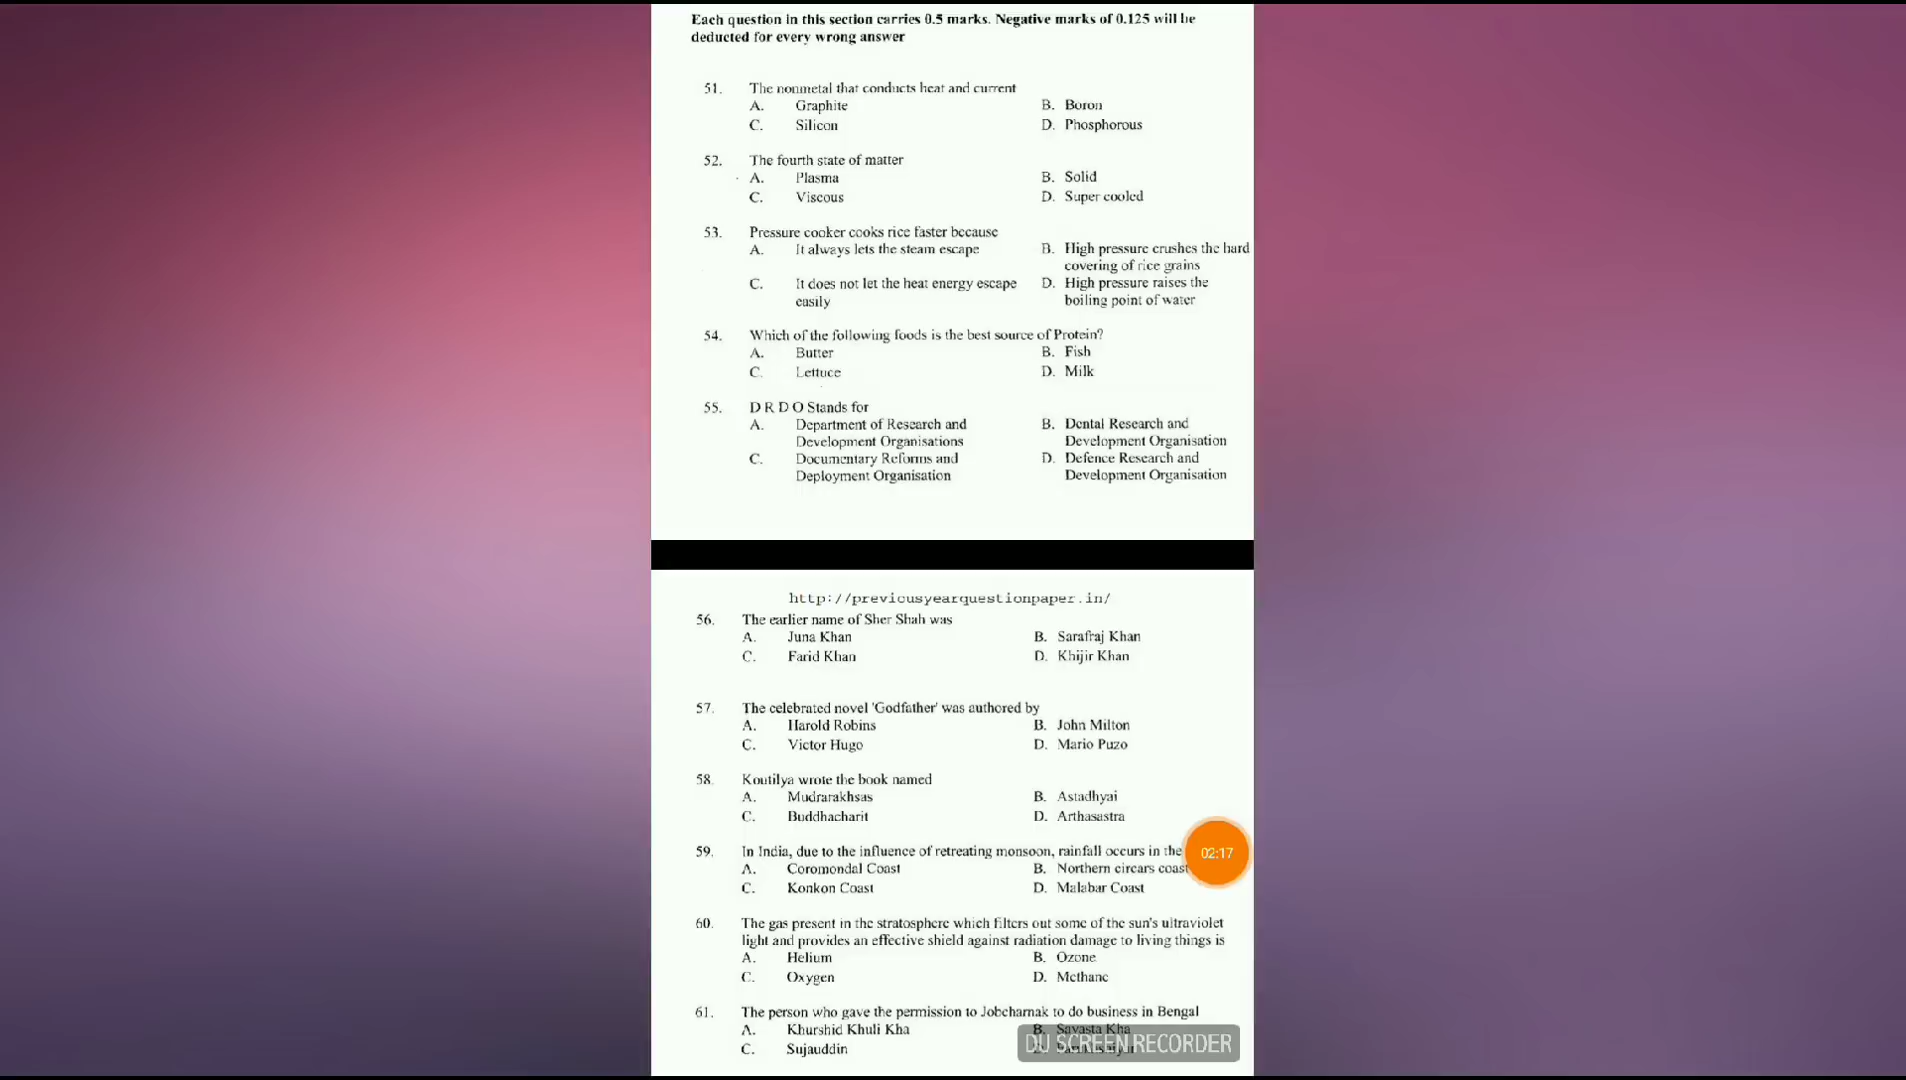 Each question in this section carries 0.5 marks. Negative marks of 0.125 will be
deducted for every wrong answer
51. The nonmetal that conducts heat and current
A. Graphite B. Boron
C. Silicon D. Phosphorous
52. The fourth state of matter
A. Plasma B. Solid
C. Viscous D. Super cooled
53. Pressure cooker cooks rice faster because
A. It always lets the steam escape B. High pressure crushes the hard
covering of rice grains
C. It does not let the heat energy escape D. High pressure raises the
easily boiling point of water
54. Which of the following foods is the best source of Protein?
A. Butter B. Fish
C. Lettuce D. Milk
55. D R D O Stands for
A. Department of Research and B. Dental Research and
Development Organisations Development Organisation
C. Documentary Reforms and D. Defence Research and
Deployment Organisation Development Organisation
http://previousyearquestionpaper.in/
56. The earlier name of Sher Shah was
A. Juna Khan B. Sarafraj Khan
C. Farid Khan D. Khijir Khan
57. The celebrated novel 'Godfather' was authored by
A. Harold Robins B. John Milton
C. Victor Hugo D. Mario Puzo
58. Koutilya wrote the book named
A. Mudrarakhsas B. Astadhyai
C. Buddhacharit D. Arthasastra
59. In India, due to the influence of retreating monsoon, rainfall occurs in the
A. Coromondal Coast B. Northern circars coast
C. Konkon Coast D. Malabar Coast
02:17
60. The gas present in the stratosphere which filters out some of the sun's ultraviolet
light and provides an effective shield against radiation damage to living things is
A. Helium B. Ozone
C. Oxygen D. Methane
61. The person who gave the permission to Jobcharnak to do business in Bengal
A. Khurshid Khuli Kha B. Savasta Kha
C. Sujauddin
DU SCREEN RECORDER